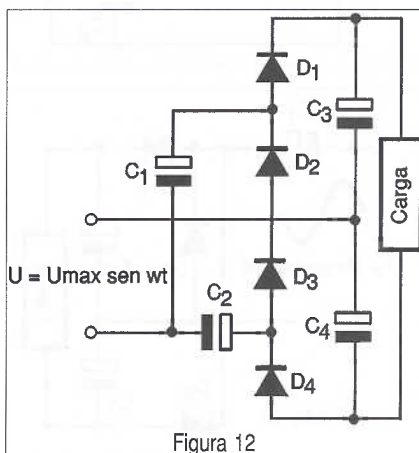 D1
C3
C1
D2
Carga
U = Umax sen wt
D3
C2
C4
D4
Figura 12